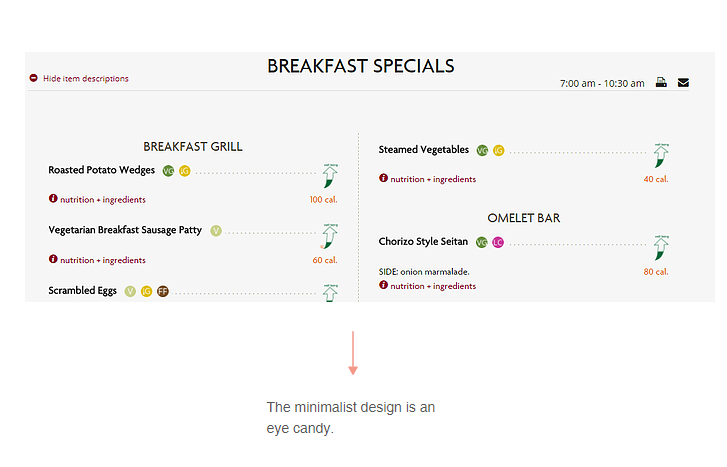 BREAKFAST SPECIALS
Hide item descriptions
7:00 am - 10:30 am
BREAKFAST GRILL
Roasted Potato Wedges VG
nutrition + ingredients
100 cal.
Vegetarian Breakfast Sausage Patty V
nutrition + ingredients
60 cal.
Scrambled Eggs V FF
Steamed Vegetables VG
nutrition + ingredients
40 cal.
OMELET BAR
Chorizo Style Seitan VG LC
SIDE: onion marmalade.
80 cal.
nutrition + ingredients
The minimalist design is an
eye candy.